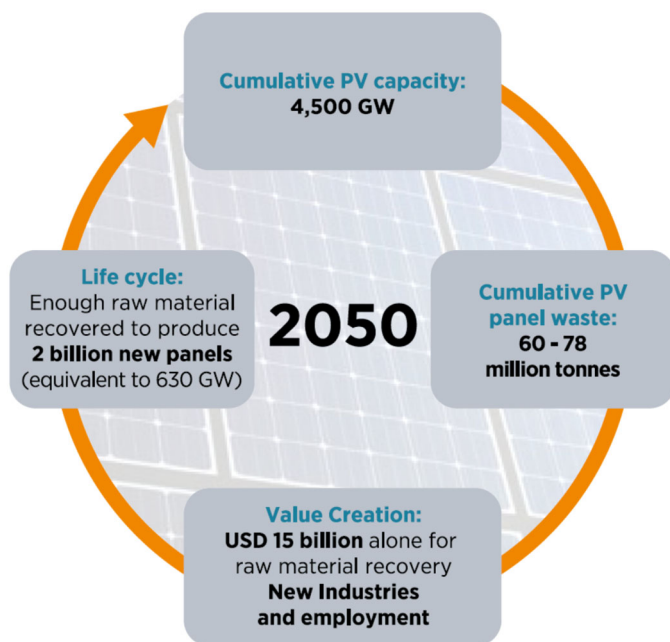 Cumulative PV capacity:
4,500 GW
Life cycle:
Enough raw material
recovered to produce
2 billion new panels
(equivalent to 630 GW)
2050
Cumulative PV
panel waste:
60 - 78
million tonnes
Value Creation:
USD 15 billion alone for
raw material recovery
New Industries
and employment